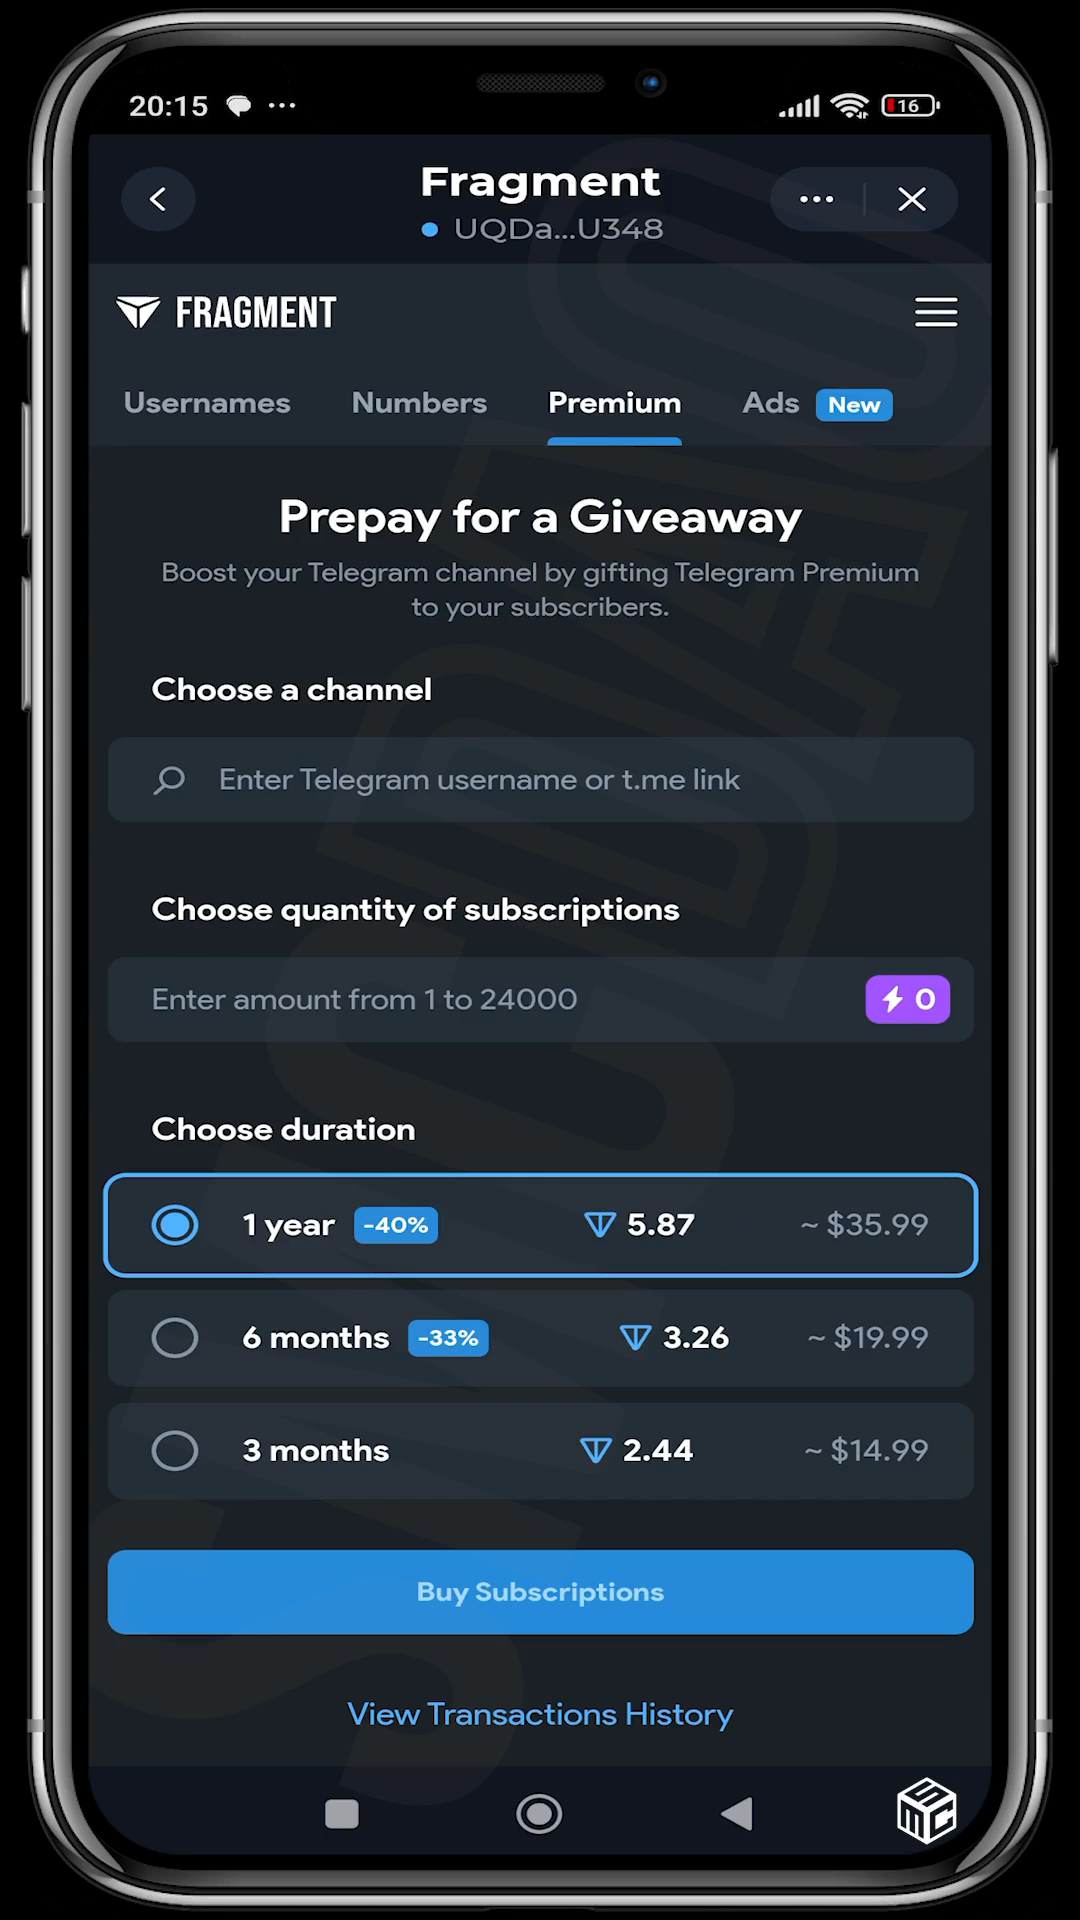 20:15
16
Fragment
UQDa...U348
FRAGMENT
Usernames Numbers Premium Ads New
Prepay for a Giveaway
Boost your Telegram channel by gifting Telegram Premium
to your subscribers.
Choose a channel
Enter Telegram username or t.me link
Choose quantity of subscriptions
Enter amount from 1 to 24000 0
Choose duration
1 year -40% 5.87 ~ $35.99
6 months -33% 3.26 ~ $19.99
3 months 2.44 ~ $14.99
Buy Subscriptions
View Transactions History